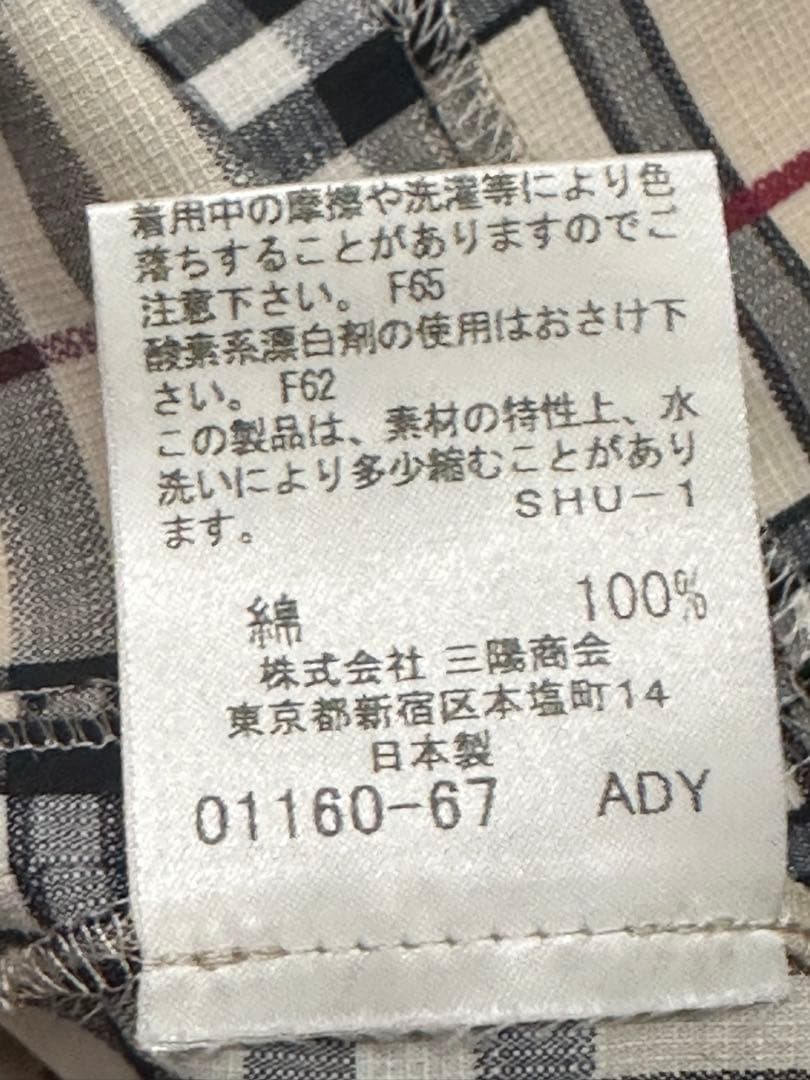 着用中の摩擦や洗濯等により色
落ちすることがありますのでご
注意下さい。 F65
酸素系漂白剤の使用はおさけ下
さい。 F62
この製品は、素材の特性上、水
洗いにより多少縮むことがあり
ます。 SHU-1
綿 100%
株式会社 三陽商会
東京都新宿区本塩町14
日本製
01160-67 ADY